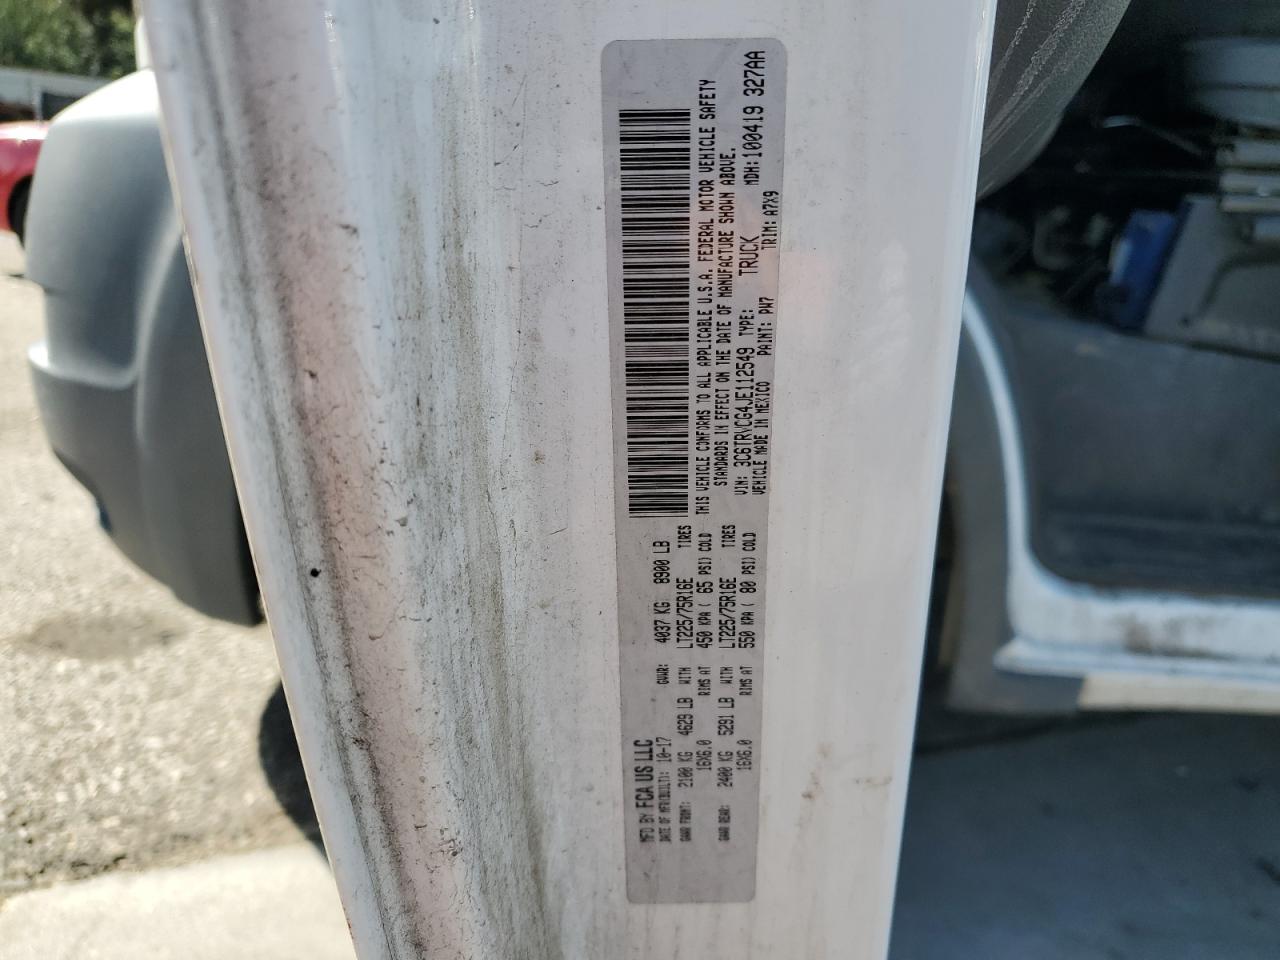 MFD BY FCA US LLC
DATE OF MFR(BUILT): 10-17 GVWR: 4037 KG 8900 LB
GAWR FRONT: 2100 KG 4629 LB WITH LT225/75R16E TIRES
16X6.0 RIMS AT 450 KPA ( 65 PSI) COLD
GAWR REAR: 2400 KG 5291 LB WITH LT225/75R16E TIRES
16X6.0 RIMS AT 550 KPA ( 80 PSI) COLD
THIS VEHICLE CONFORMS TO ALL APPLICABLE U.S.A. FEDERAL MOTOR VEHICLE SAFETY
STANDARDS IN EFFECT ON THE DATE OF MANUFACTURE SHOWN ABOVE.
VIN: 3C6TRVCG4JE112549 TYPE: TRUCK MDH:100419 327AA
VEHICLE MADE IN MEXICO PAINT: PW7 TRIM: A7X9